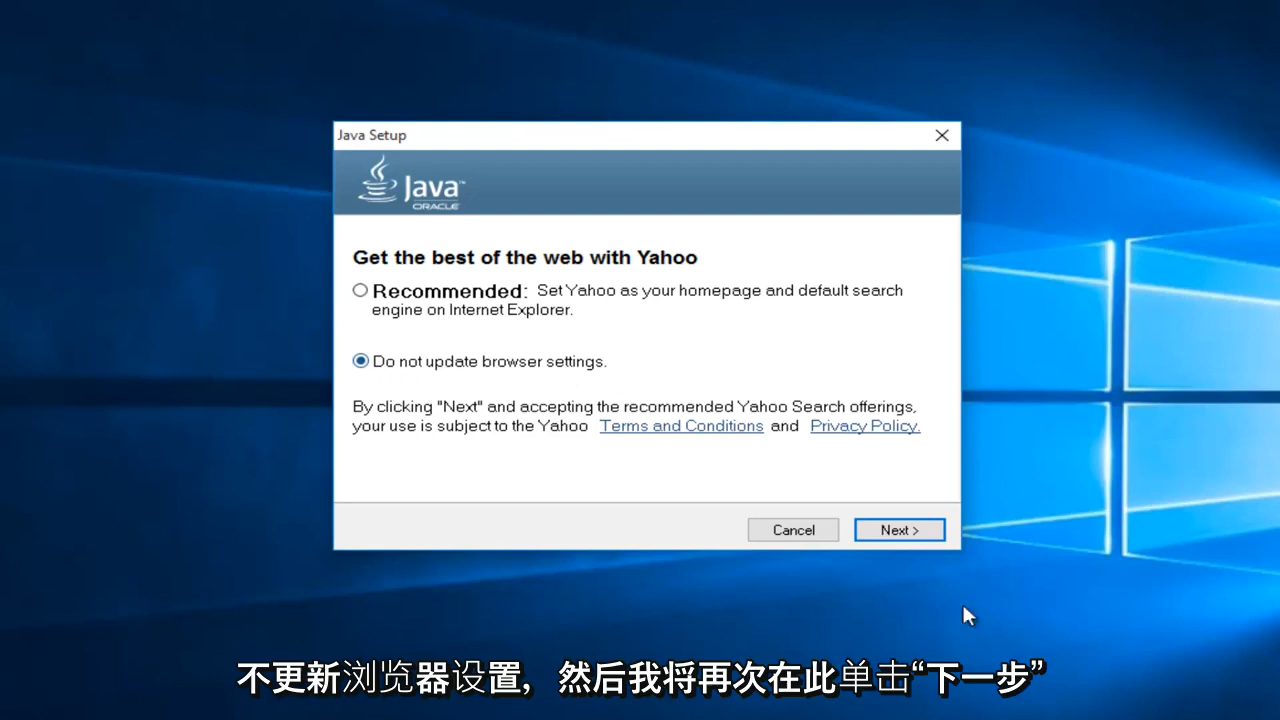 Java Setup
Java™
ORACLE
Get the best of the web with Yahoo
Recommended: Set Yahoo as your homepage and default search
engine on Internet Explorer.
Do not update browser settings.
By clicking "Next" and accepting the recommended Yahoo Search offerings,
your use is subject to the Yahoo Terms and Conditions and Privacy Policy.
Cancel
Next >
不更新浏览器设置，然后我将再次在此单击“下一步”